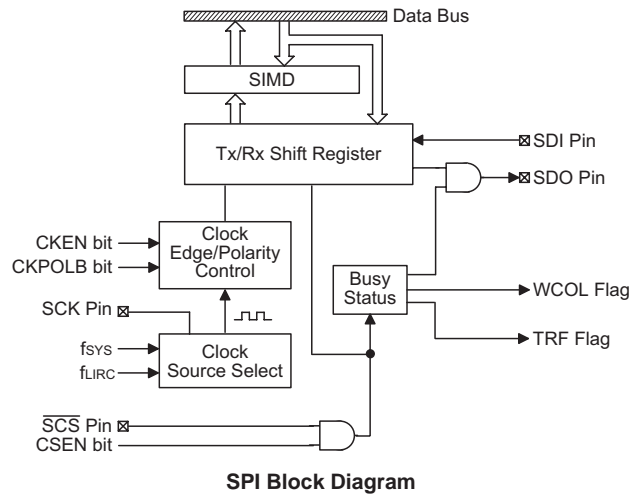 Data Bus
SIMD
Tx/Rx Shift Register
SDI Pin
SDO Pin
CKEN bit
CKPOLB bit
Clock
Edge/Polarity
Control
Busy
Status
WCOL Flag
TRF Flag
SCK Pin
fSYS
fLIRC
Clock
Source Select
SCS Pin
CSEN bit
SPI Block Diagram